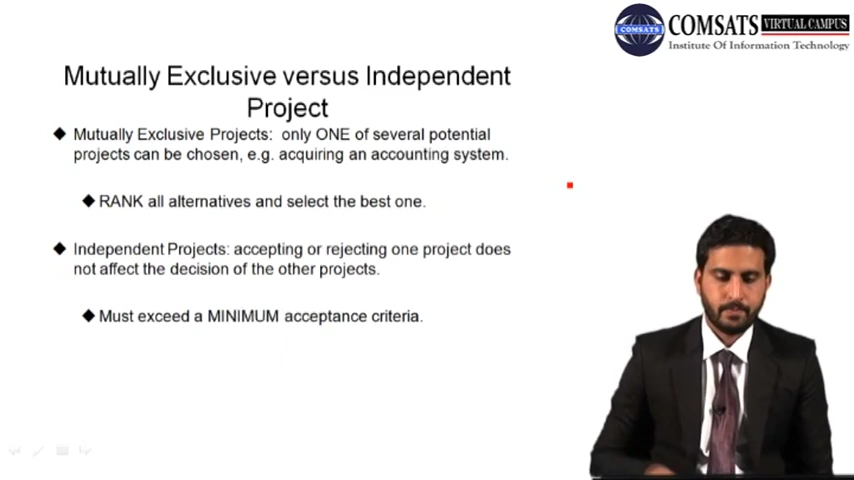 COMSATS VIRTUAL CAMPUS
COMSATS
Institute Of Information Technology
Mutually Exclusive versus Independent
Project
Mutually Exclusive Projects: only ONE of several potential
projects can be chosen, e.g. acquiring an accounting system.
RANK all alternatives and select the best one.
Independent Projects: accepting or rejecting one project does
not affect the decision of the other projects.
Must exceed a MINIMUM acceptance criteria.